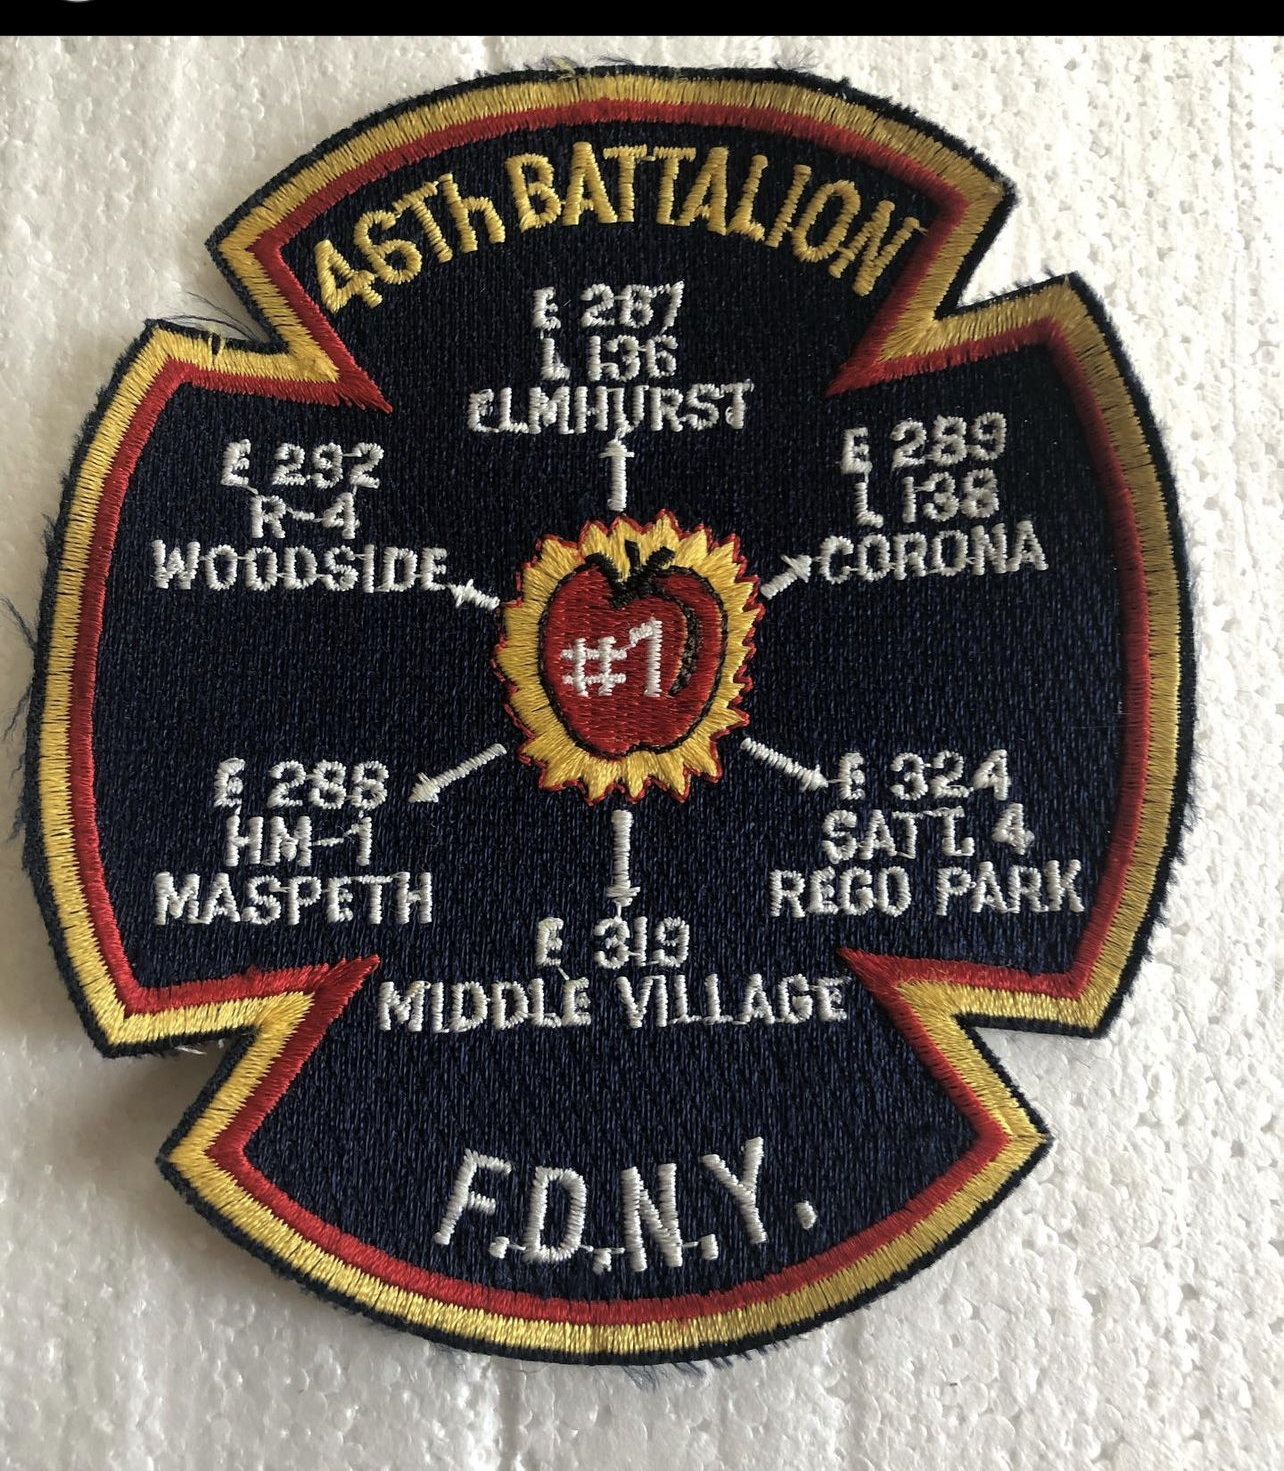 46Th BATTALION
E 287
L 136
ELMHURST
E 292
R-4
WOODSIDE
E 289
L 138
CORONA
#1
E 288
HM-1
MASPETH
E 324
SAT'L 4
REGO PARK
E 319
MIDDLE VILLAGE
F.D.N.Y.